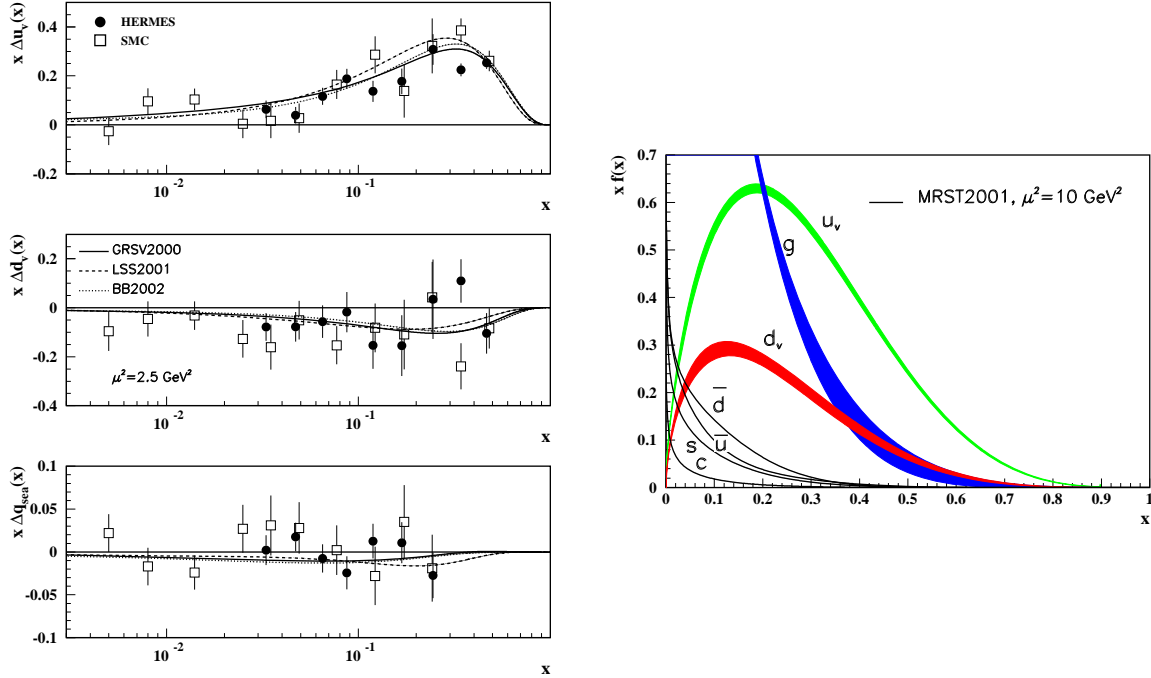 x Δu_v(x)
HERMES
SMC
0.4
0.2
0
-0.2
10^-2
10^-1
x
x Δd_v(x)
GRSV2000
LSS2001
BB2002
μ²=2.5 GeV²
0.4
0.2
0
-0.2
-0.4
10^-2
10^-1
x
x Δq_sea(x)
0.1
0.05
0
-0.05
-0.1
10^-2
10^-1
x
x f(x)
MRST2001, μ²=10 GeV²
u_v
g
d_v
d̅
u̅
s
c
0.7
0.6
0.5
0.4
0.3
0.2
0.1
0
0 0.1 0.2 0.3 0.4 0.5 0.6 0.7 0.8 0.9 1
x